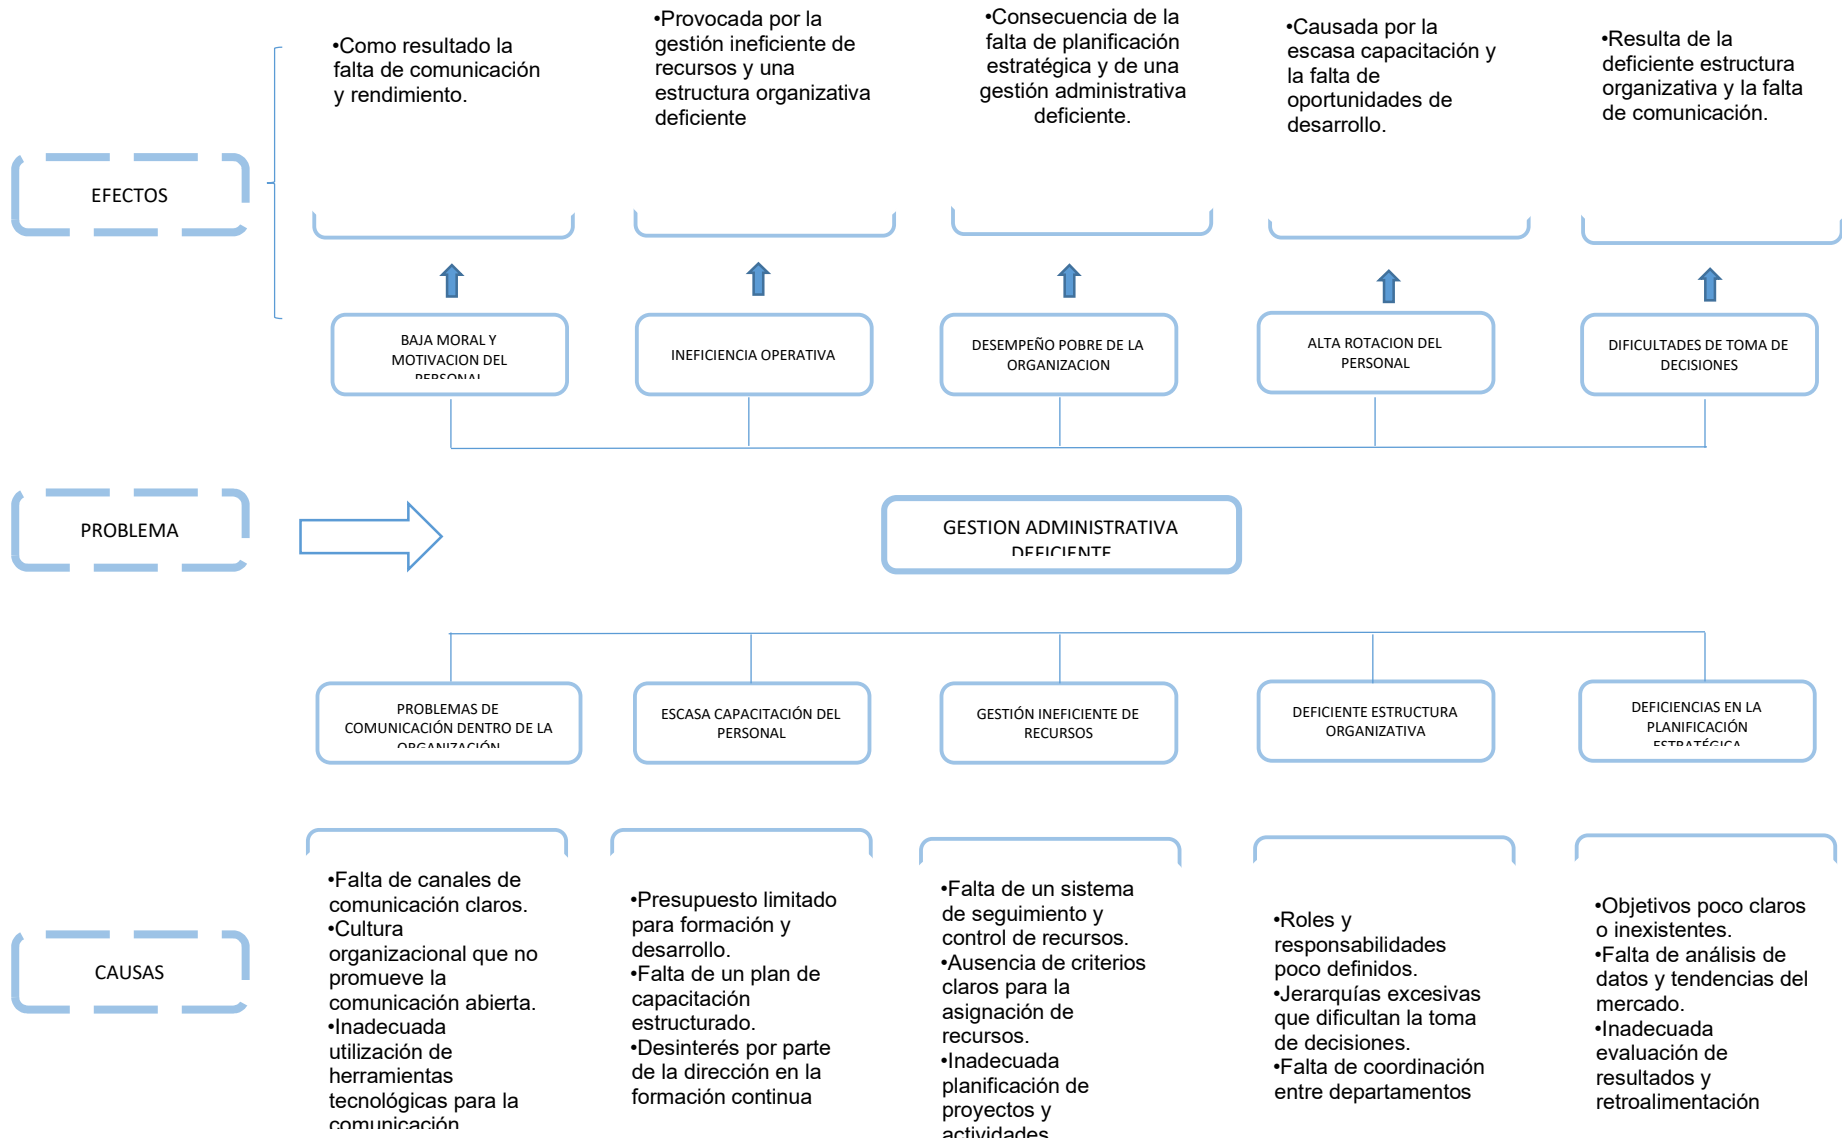 •Como resultado la
falta de comunicación
y rendimiento.
•Provocada por la
gestión ineficiente de
recursos y una
estructura organizativa
deficiente
•Consecuencia de la
falta de planificación
estratégica y de una
gestión administrativa
deficiente.
•Causada por la
escasa capacitación y
la falta de
oportunidades de
desarrollo.
•Resulta de la
deficiente estructura
organizativa y la falta
de comunicación.
EFECTOS
BAJA MORAL Y
MOTIVACION DEL
PERSONAL
INEFICIENCIA OPERATIVA
DESEMPEÑO POBRE DE LA
ORGANIZACION
ALTA ROTACION DEL
PERSONAL
DIFICULTADES DE TOMA DE
DECISIONES
PROBLEMA
GESTION ADMINISTRATIVA
DEFICIENTE
PROBLEMAS DE
COMUNICACIÓN DENTRO DE LA
ORGANIZACIÓN
ESCASA CAPACITACIÓN DEL
PERSONAL
GESTIÓN INEFICIENTE DE
RECURSOS
DEFICIENTE ESTRUCTURA
ORGANIZATIVA
DEFICIENCIAS EN LA
PLANIFICACIÓN
ESTRATÉGICA
CAUSAS
•Falta de canales de
comunicación claros.
•Cultura
organizacional que no
promueve la
comunicación abierta.
•Inadecuada
utilización de
herramientas
tecnológicas para la
comunicación
•Presupuesto limitado
para formación y
desarrollo.
•Falta de un plan de
capacitación
estructurado.
•Desinterés por parte
de la dirección en la
formación continua
•Falta de un sistema
de seguimiento y
control de recursos.
•Ausencia de criterios
claros para la
asignación de
recursos.
•Inadecuada
planificación de
proyectos y
actividades
•Roles y
responsabilidades
poco definidos.
•Jerarquías excesivas
que dificultan la toma
de decisiones.
•Falta de coordinación
entre departamentos
•Objetivos poco claros
o inexistentes.
•Falta de análisis de
datos y tendencias del
mercado.
•Inadecuada
evaluación de
resultados y
retroalimentación